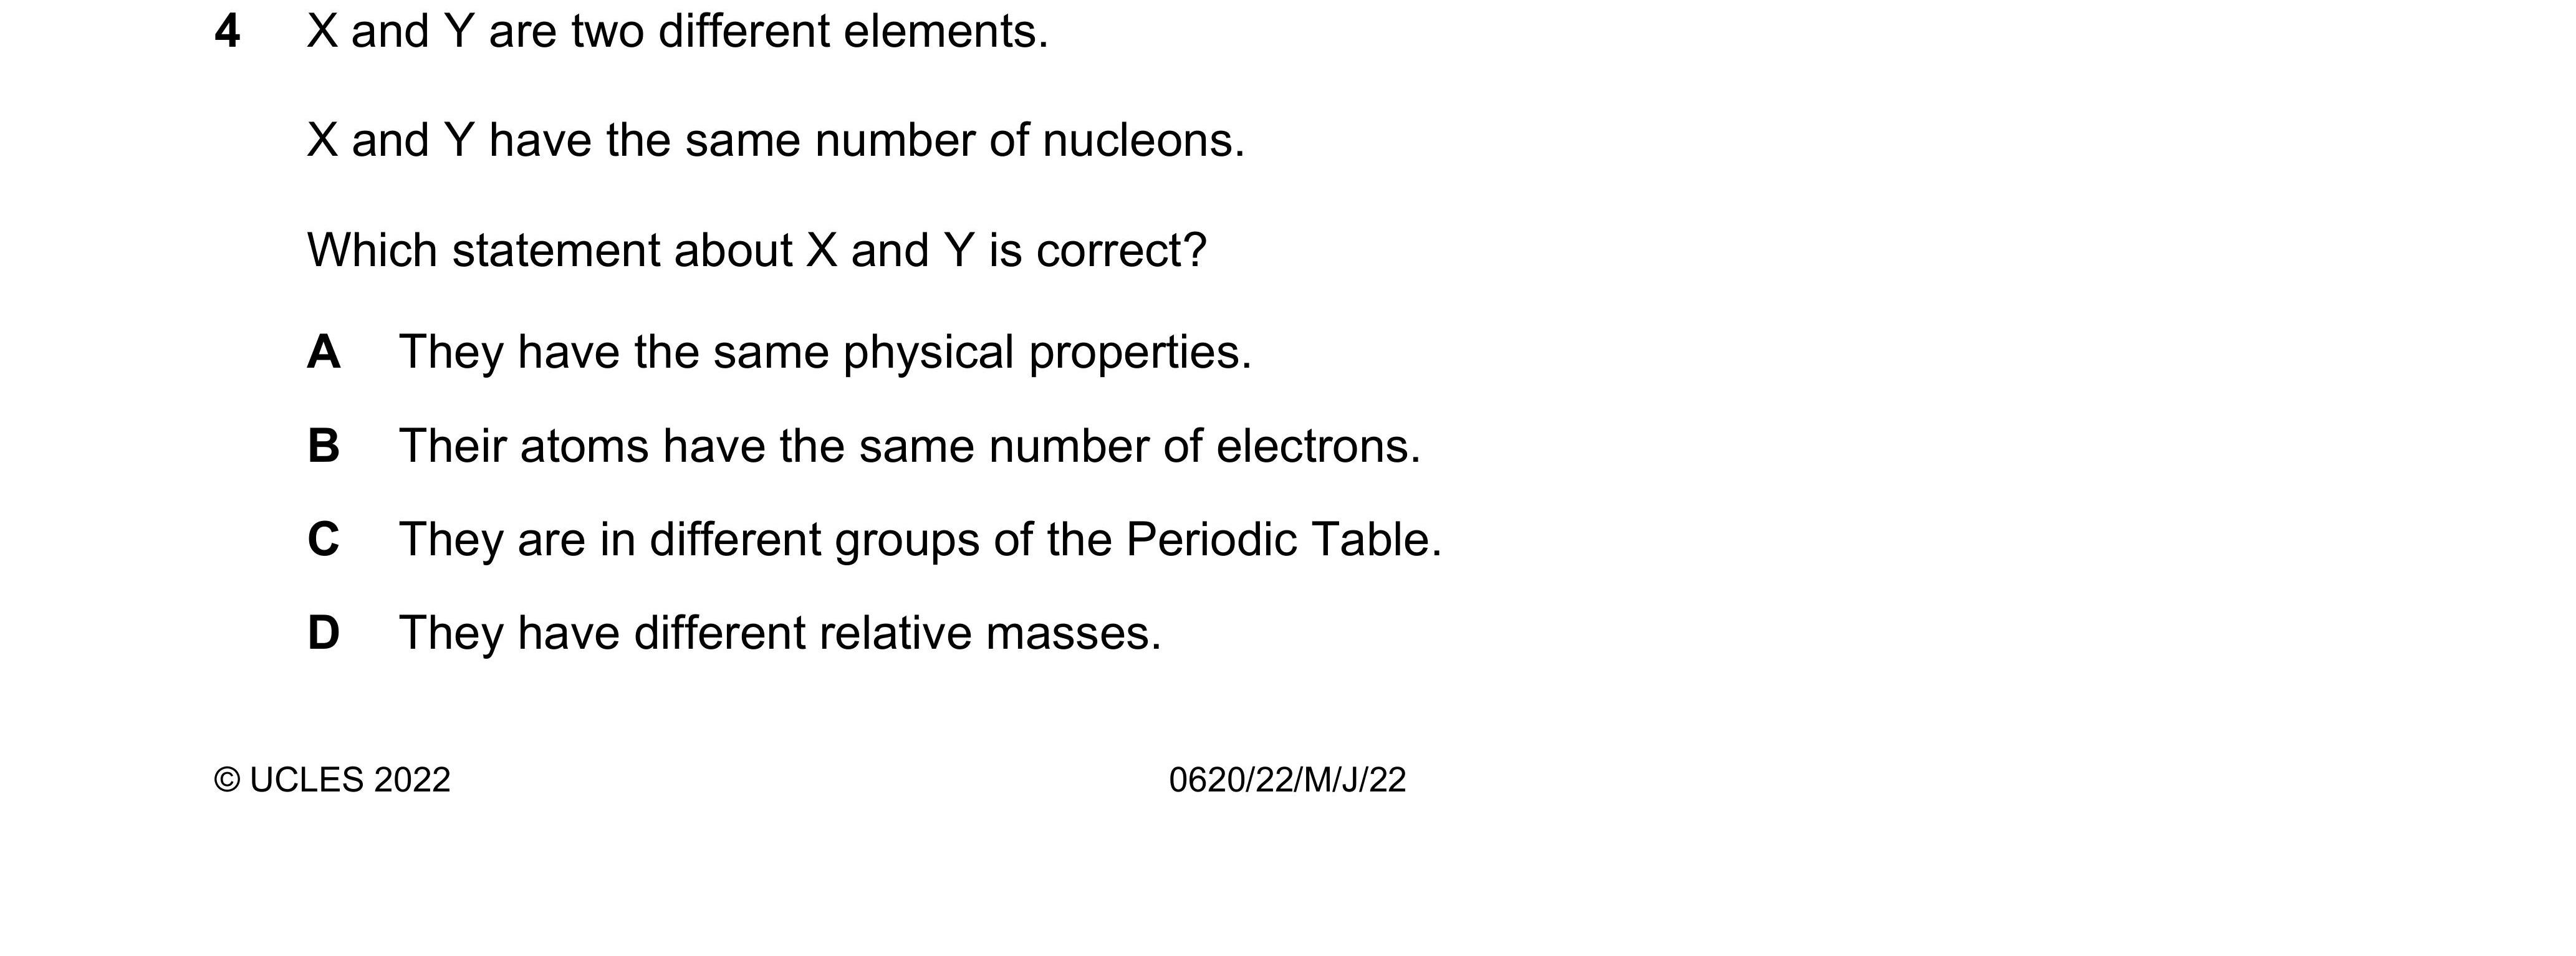 4 X and Y are two different elements.
X and Y have the same number of nucleons.
Which statement about X and Y is correct?
A They have the same physical properties.
B Their atoms have the same number of electrons.
C They are in different groups of the Periodic Table.
D They have different relative masses.
© UCLES 2022 0620/22/M/J/22